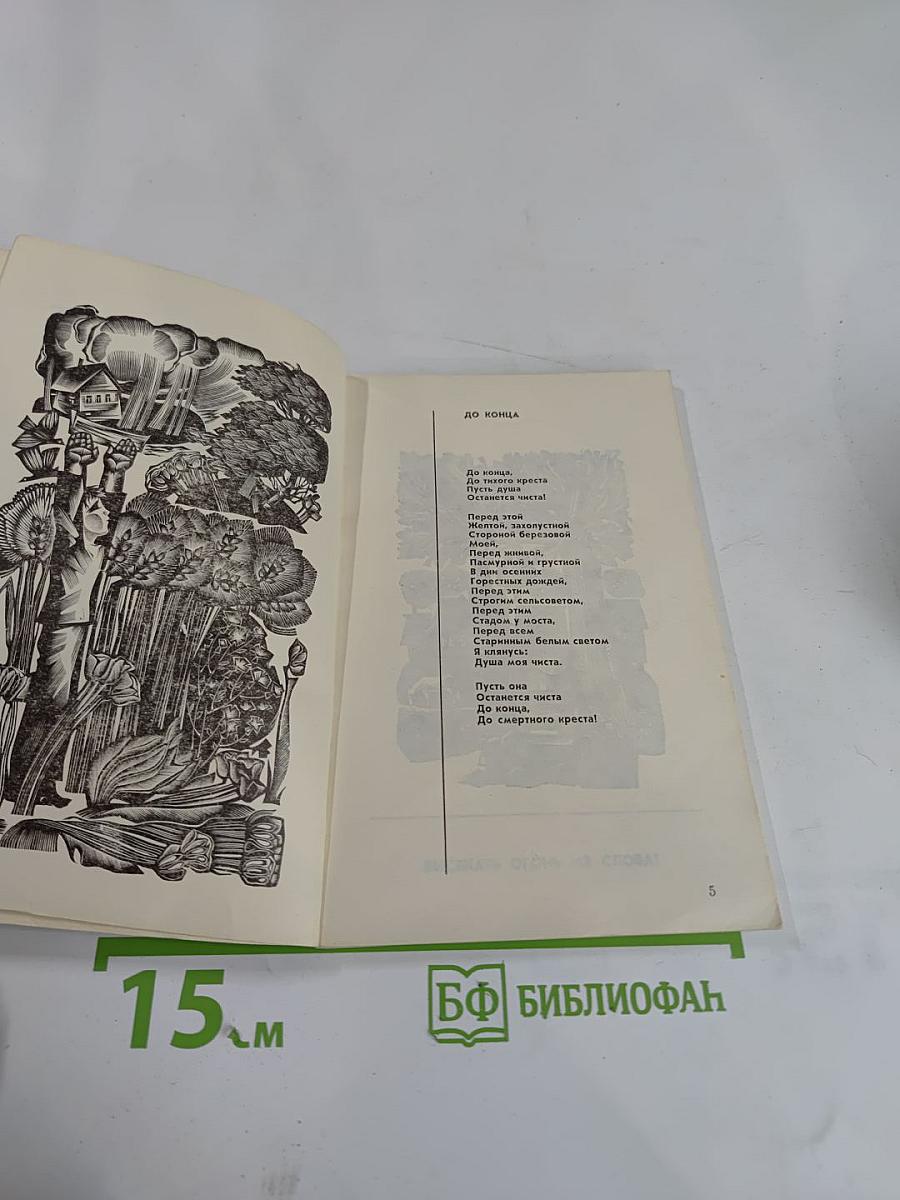 ДО КОНЦА
До конца,
До тихого креста
Пусть душа
Останется чиста!
Перед этой
Желтой, захолустной
Стороной березовой
Моей,
Перед жнивой,
Пасмурной и грустной
В дни осенних
Горестных дождей,
Перед этим
Строгим сельсоветом,
Перед этим
Стадом у моста,
Перед всем
Старинным белым светом
Я клянусь:
Душа моя чиста.
Пусть она
Останется чиста
До конца,
До смертного креста!
5
15 см
БФ БИБЛИОФАН